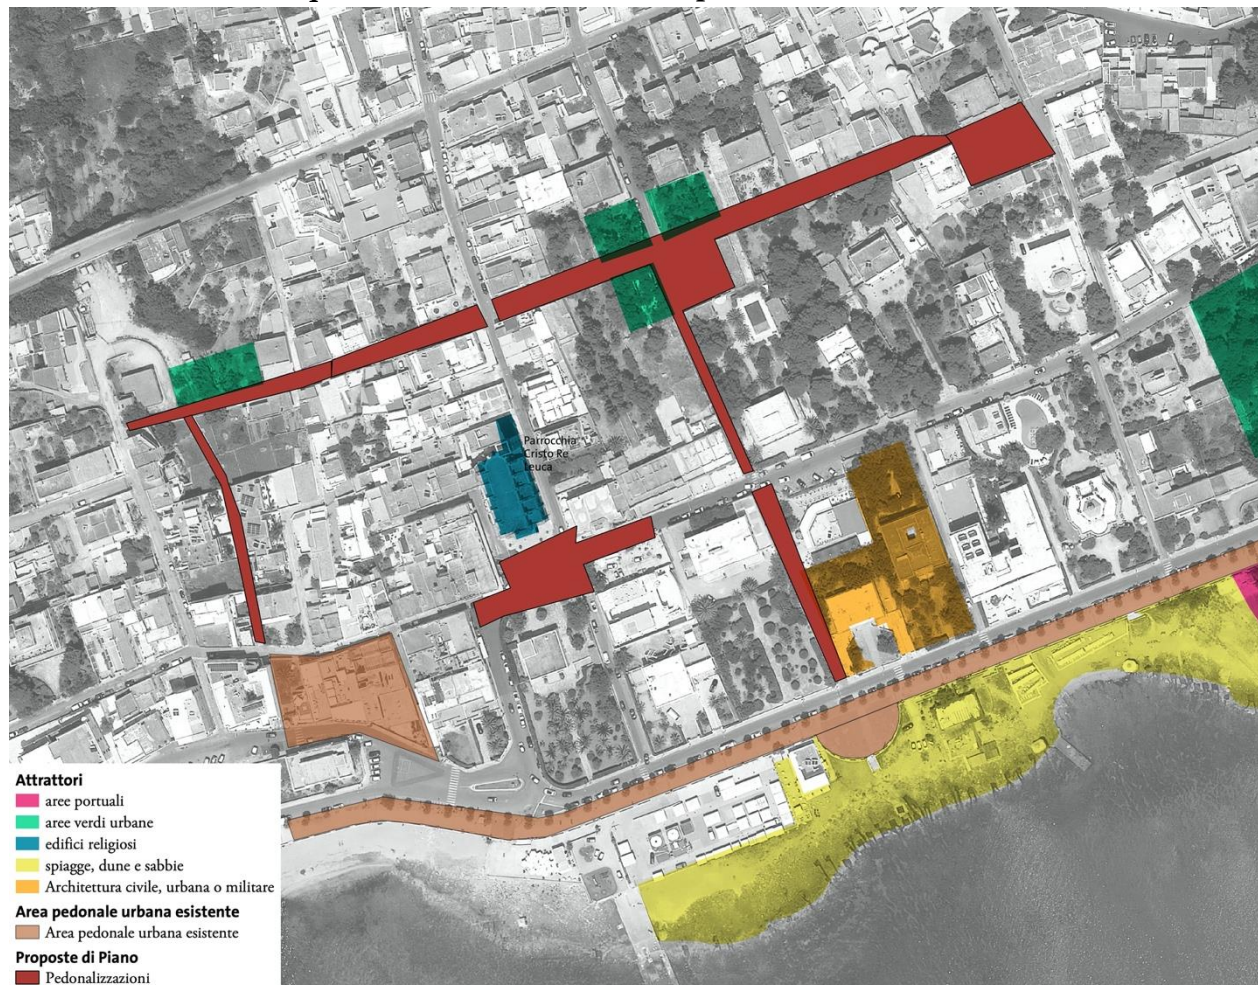 Parrocchia
Cristo Re
Leuca
Attrattori
aree portuali
aree verdi urbane
edifici religiosi
spiagge, dune e sabbie
Architettura civile, urbana o militare
Area pedonale urbana esistente
Area pedonale urbana esistente
Proposte di Piano
Pedonalizzazioni